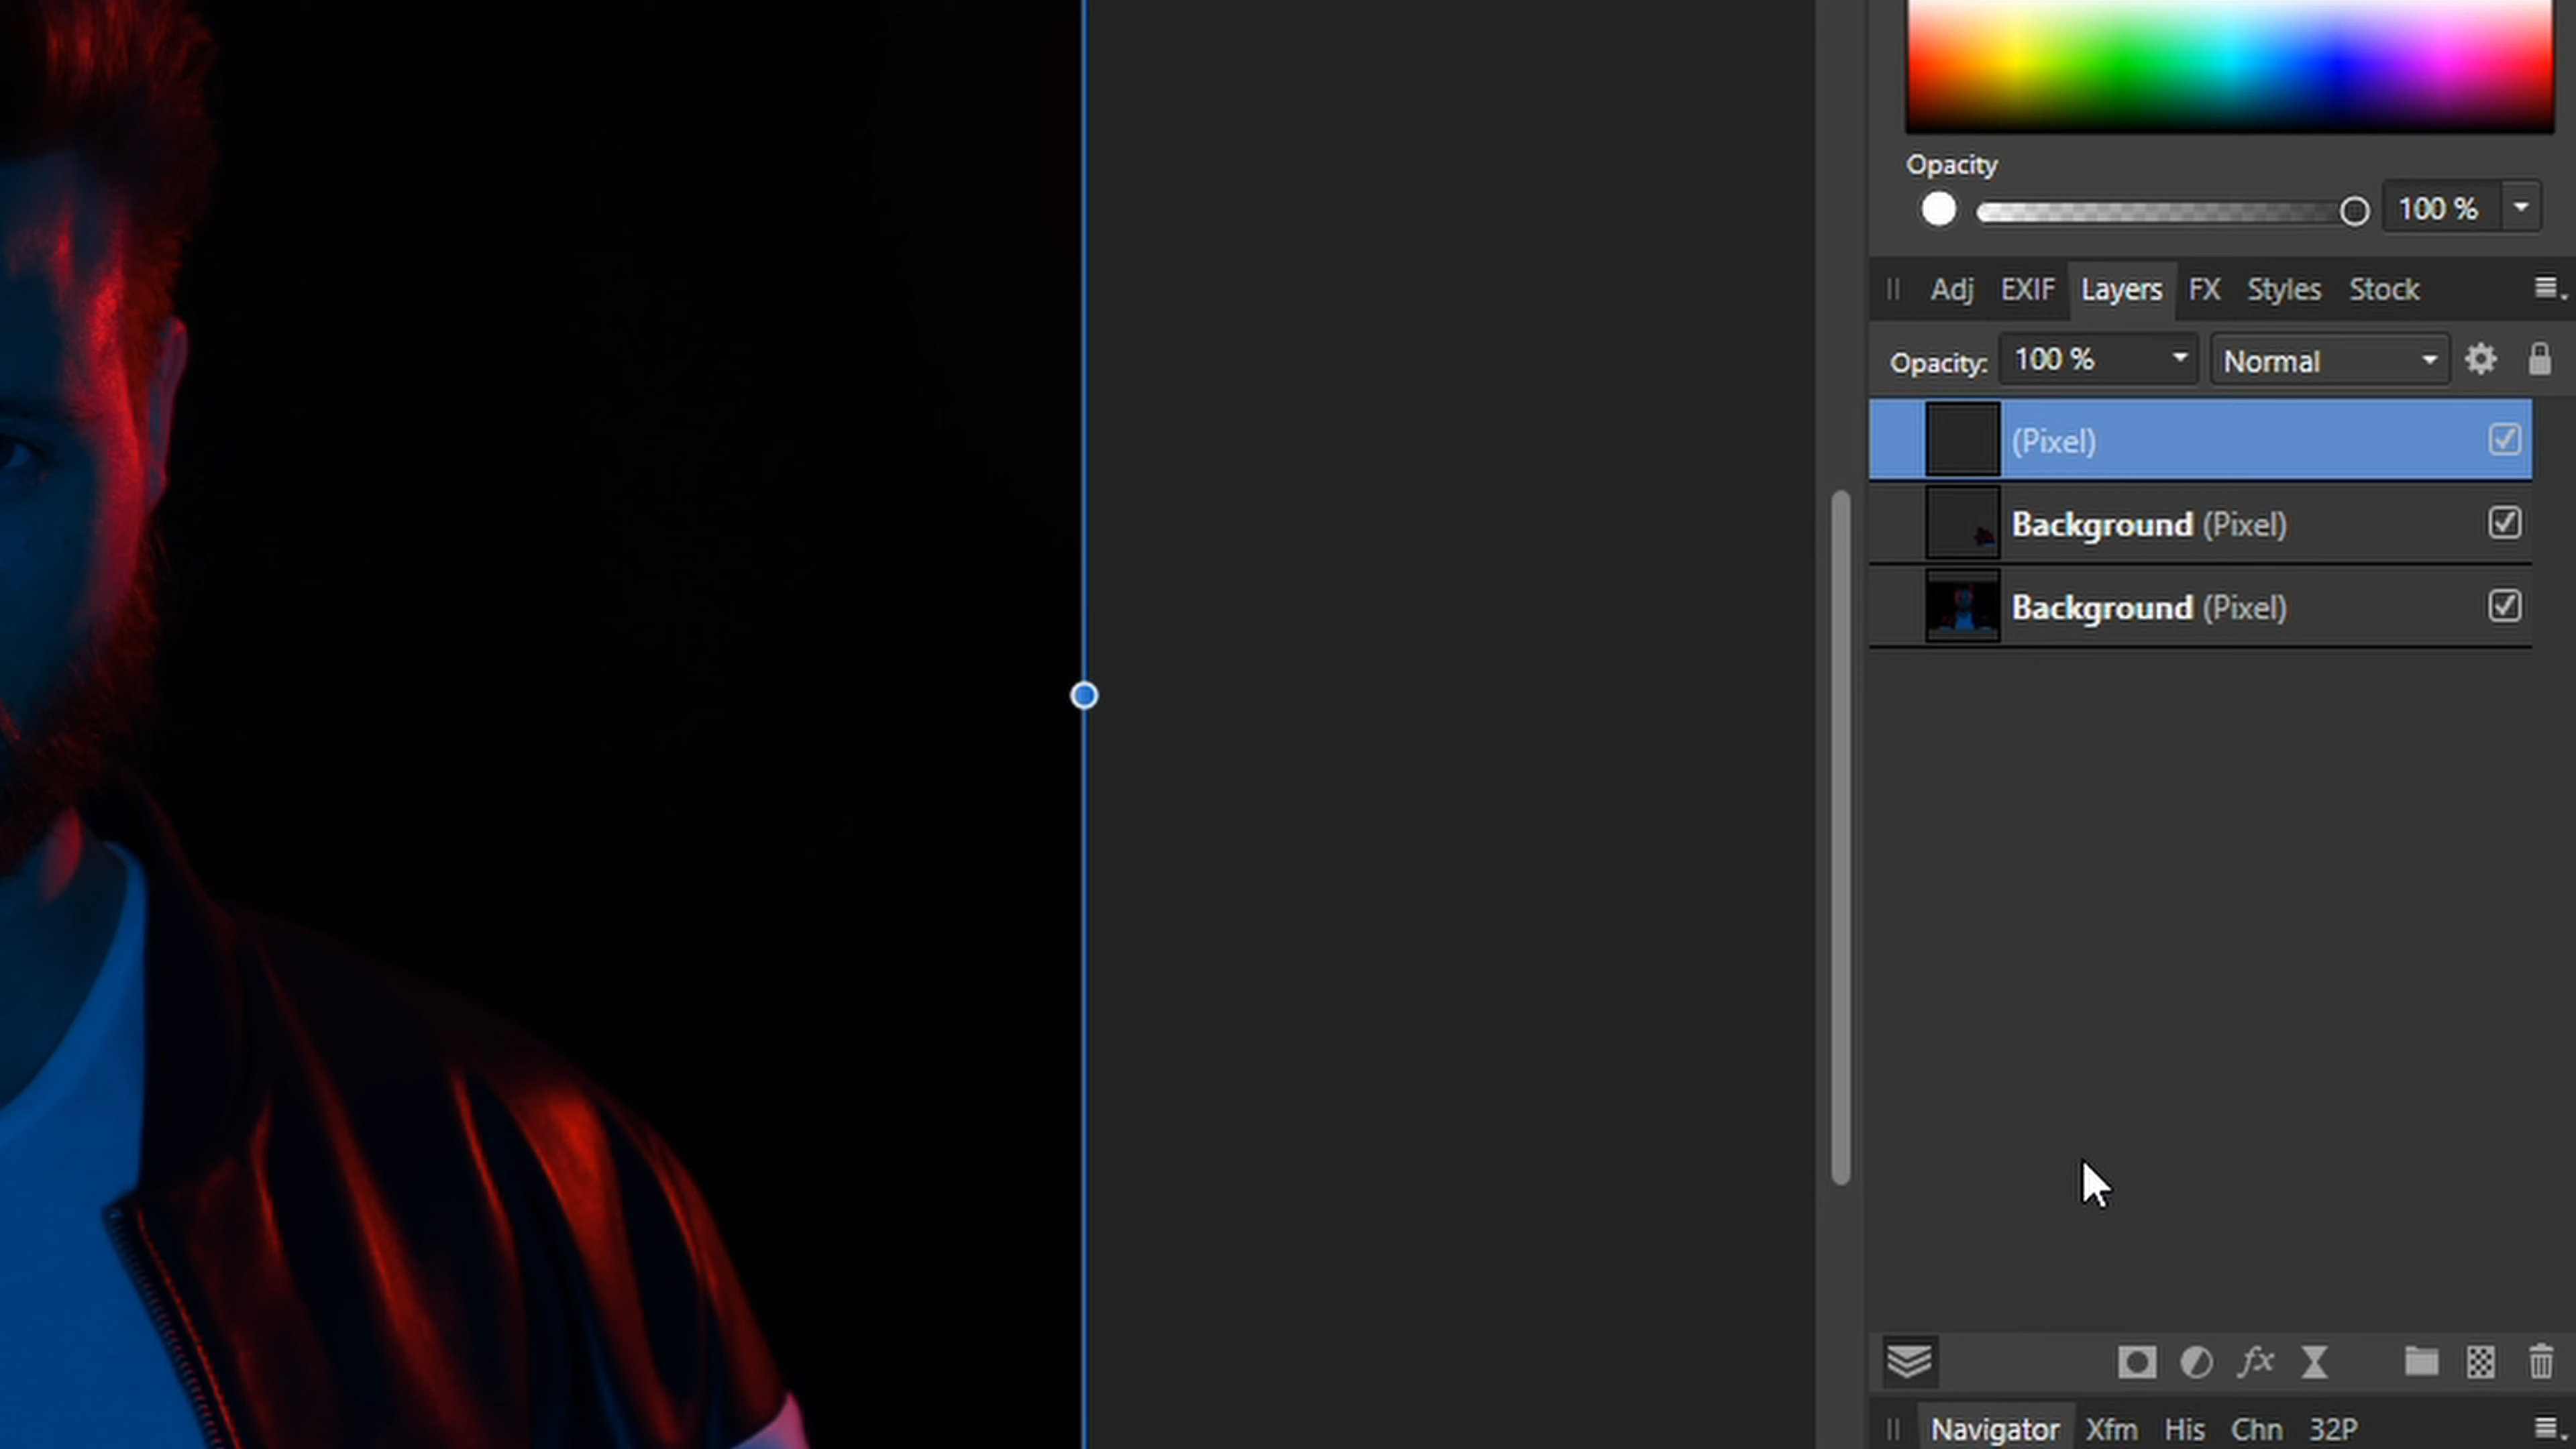 Opacity
100 %
Adj EXIF Layers FX Styles Stock
Opacity: 100 % Normal
(Pixel)
Background (Pixel)
Background (Pixel)
fx
Navigator Xfm His Chn 32P